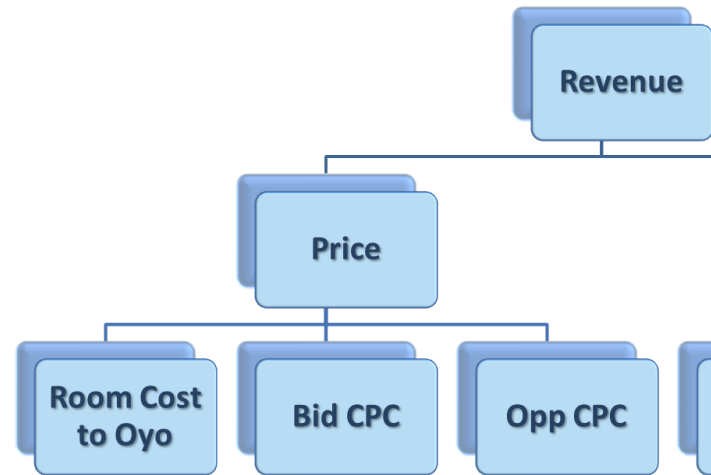 Revenue
Price
Room Cost
to Oyo
Bid CPC
Opp CPC